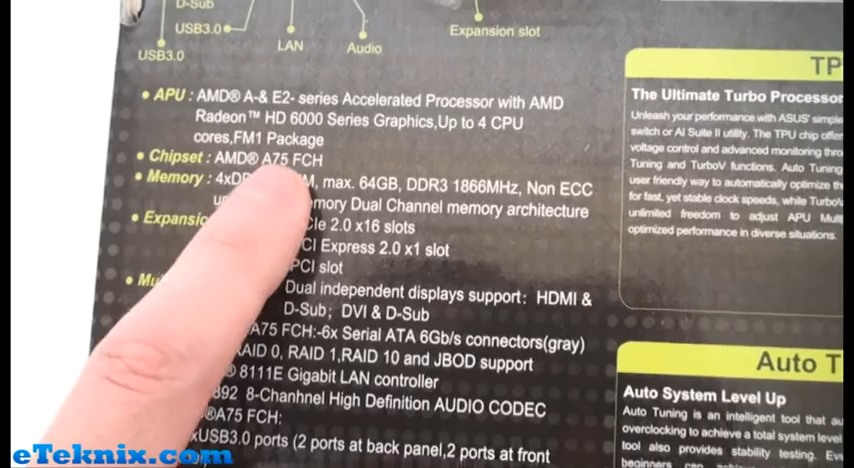 D-Sub
USB3.0
USB3.0
LAN
Audio
Expansion slot
• APU : AMD® A-& E2- series Accelerated Processor with AMD
Radeon™ HD 6000 Series Graphics,Up to 4 CPU
cores,FM1 Package
• Chipset : AMD® A75 FCH
• Memory : 4xD max. 64GB, DDR3 1866MHz, Non ECC
Dual Channel memory architecture
• Expansio 2.0 x16 slots
Express 2.0 x1 slot
PCI slot
• Mu Dual independent displays support: HDMI &
D-Sub; DVI & D-Sub
A75 FCH:-6x Serial ATA 6Gb/s connectors(gray)
RAID 0, RAID 1,RAID 10 and JBOD support
® 8111E Gigabit LAN controller
892 8-Chanhnel High Definition AUDIO CODEC
®A75 FCH:
xUSB3.0 ports (2 ports at back panel,2 ports at front
TP
The Ultimate Turbo Processor
Unleash your performance with ASUS' simple
switch or AI Suite II utility. The TPU chip offer
voltage control and advanced monitoring thro
Tuning and TurboV functions. Auto Tuning
user friendly way to automatically optimize th
for fast, yet stable clock speeds, while Turbo
unlimited freedom to adjust APU Mult
optimized performance in diverse situations.
Auto T
Auto System Level Up
Auto Tuning is an intelligent tool that au
overclocking to achieve a total system level
tool also provides stability testing. Eve
beginners can achieve
eTeknix.com